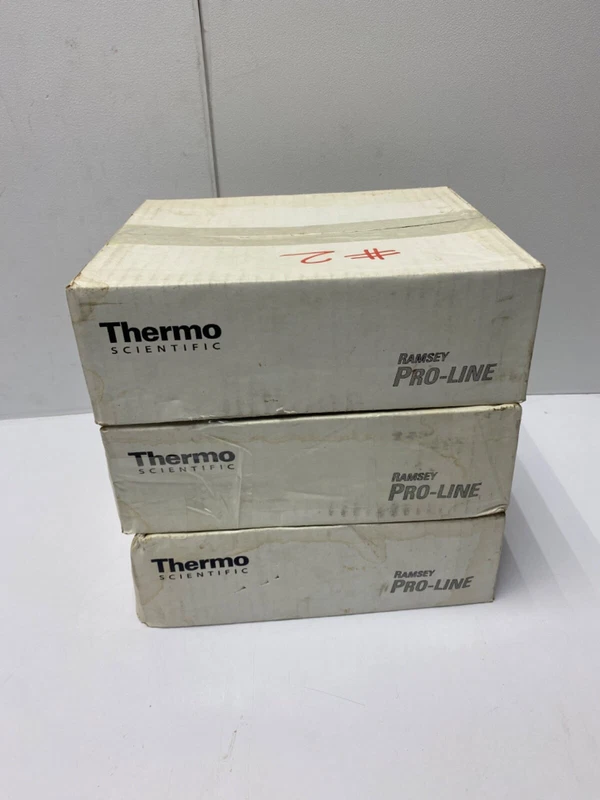 #2
Thermo
SCIENTIFIC
RAMSEY
PRO-LINE
Thermo
SCIENTIFIC
RAMSEY
PRO-LINE
Thermo
SCIENTIFIC
RAMSEY
PRO-LINE